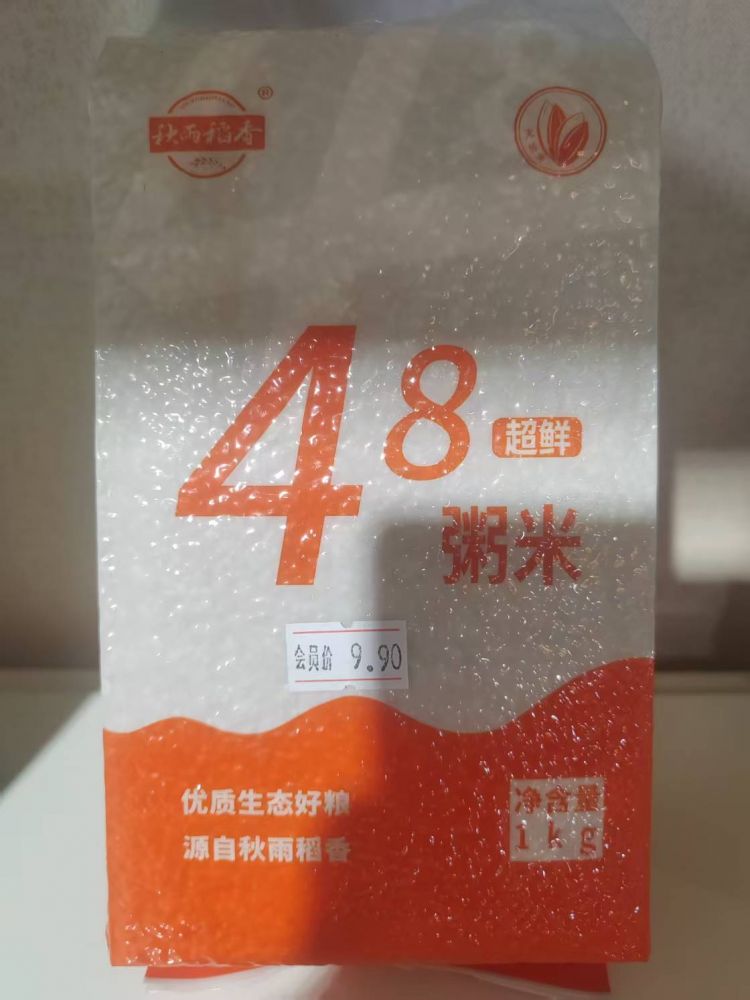 秋雨稻香
®
48
超鲜
粥米
会员价 9.90
优质生态好粮
源自秋雨稻香
净含量
1kg